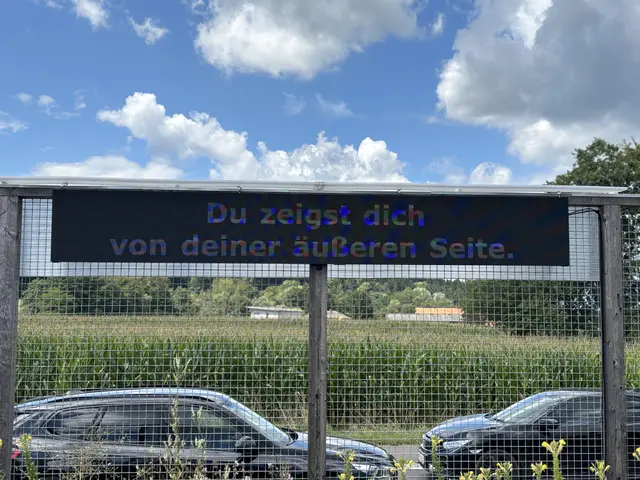 Du zeigst dich
von deiner äußeren Seite.